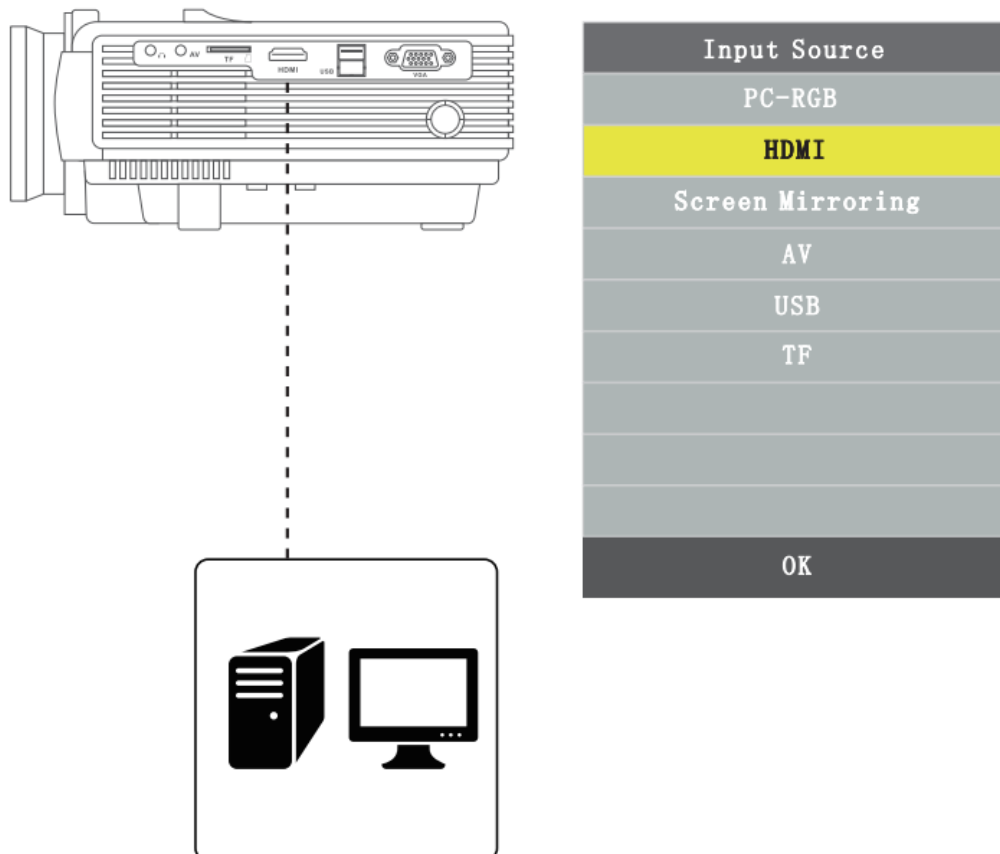 AV
TF
HDMI
USB
VGA
Input Source
PC-RGB
HDMI
Screen Mirroring
AV
USB
TF
OK